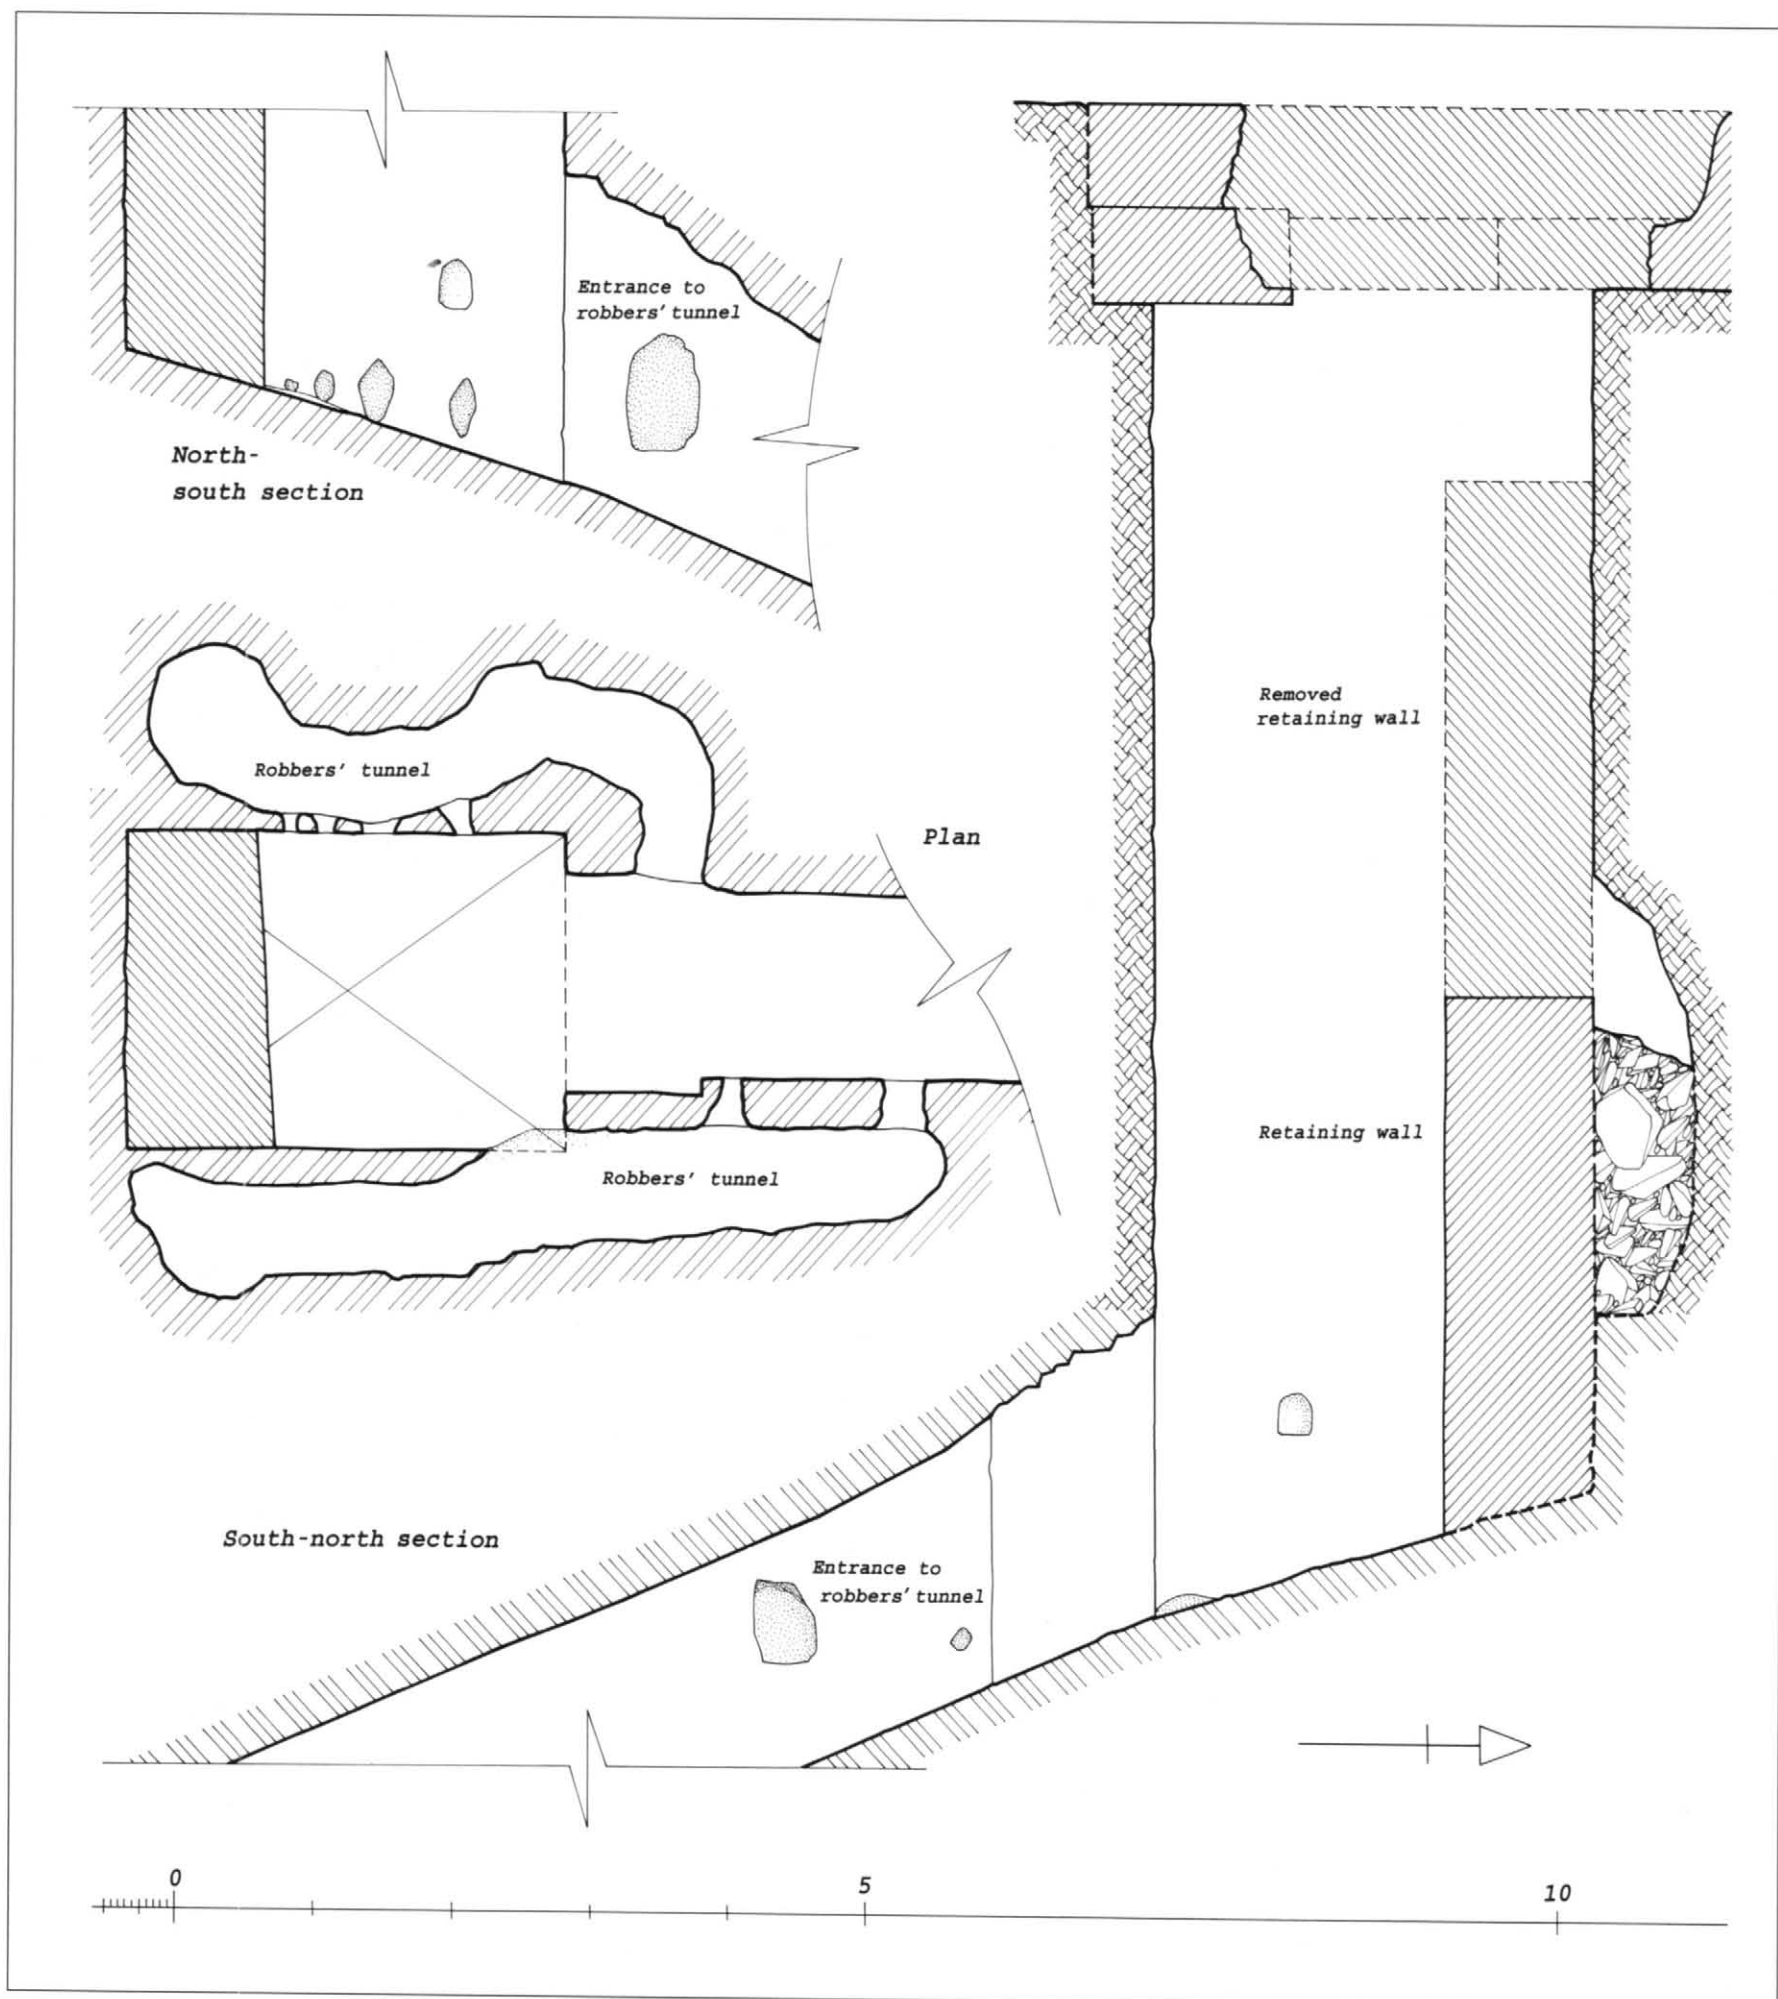 Entrance to
robbers' tunnel
North-
south section
Removed
retaining wall
Robbers' tunnel
Plan
Retaining wall
Robbers' tunnel
South-north section
Entrance to
robbers' tunnel
0
5
10